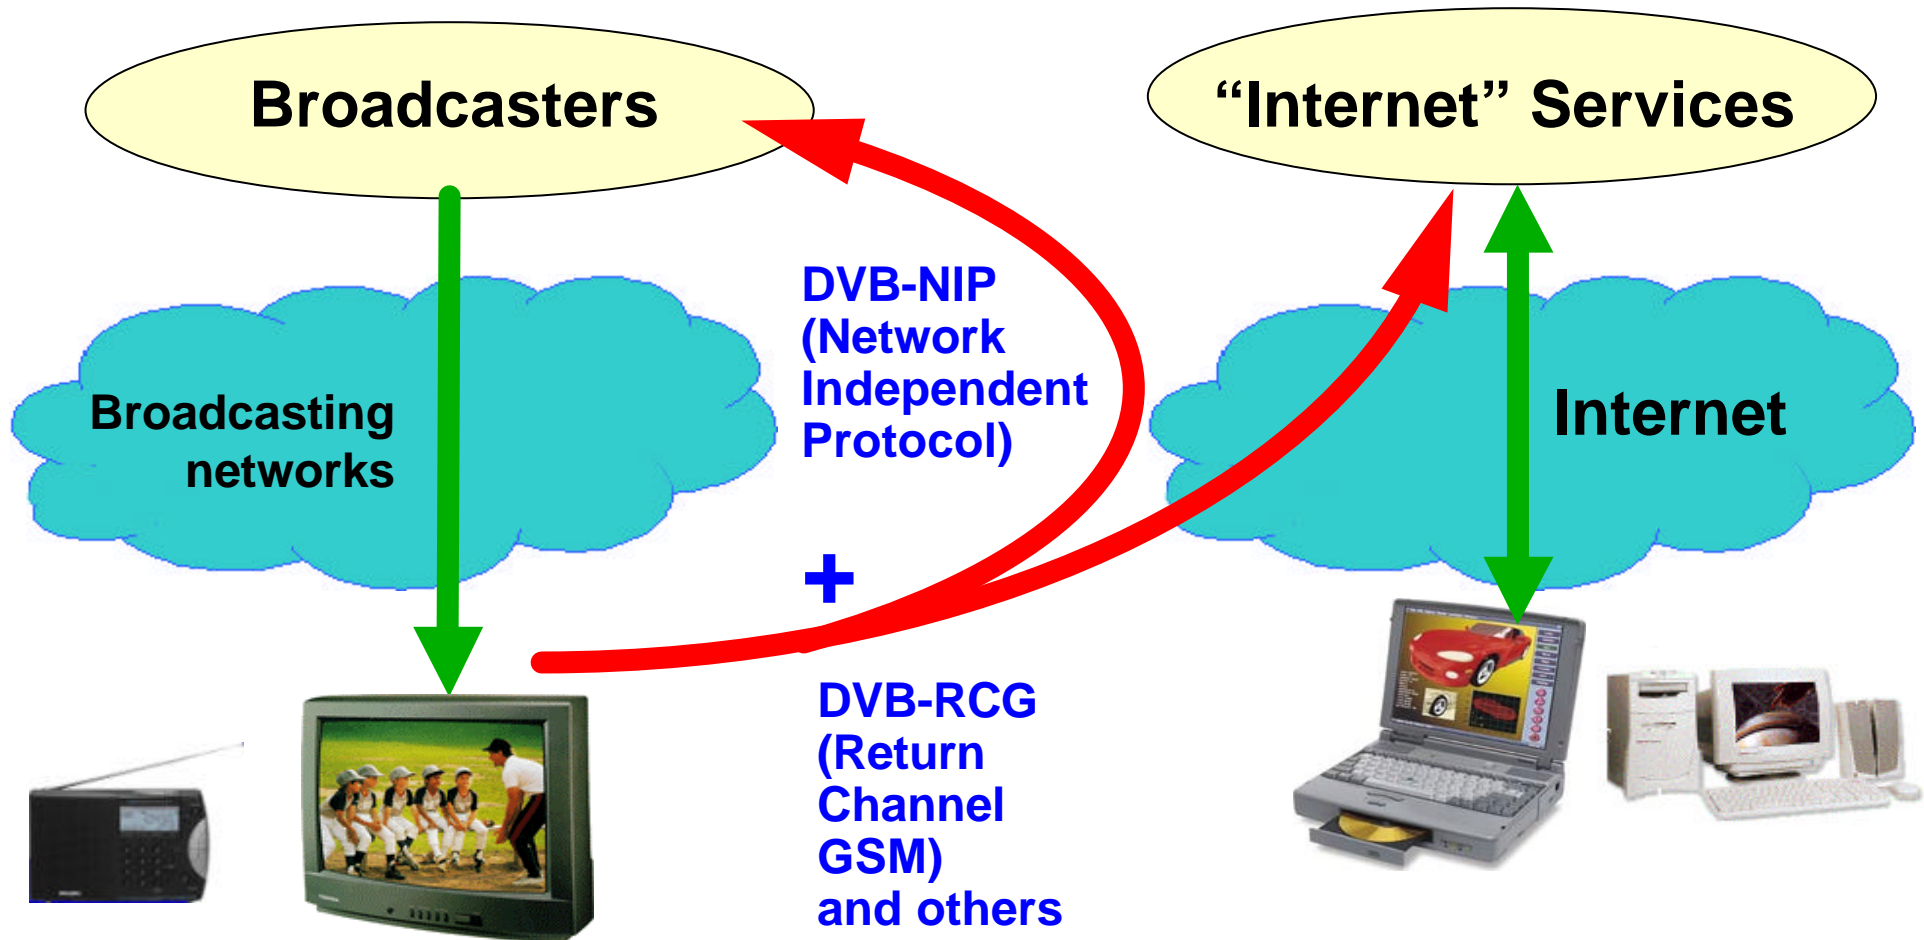 Broadcasters
“Internet” Services
Broadcasting
networks
DVB-NIP
(Network
Independent
Protocol)
Internet
+
DVB-RCG
(Return
Channel
GSM)
and others